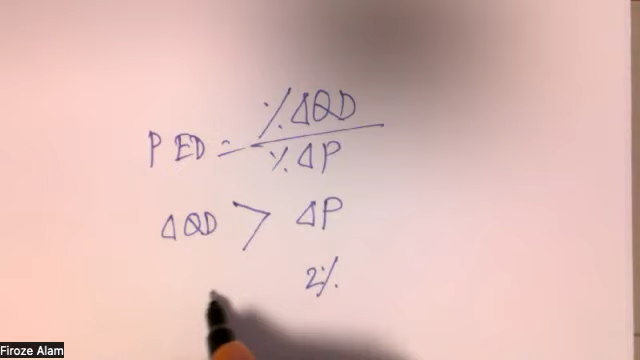 PED = %ΔQD
%ΔP
ΔQD > ΔP
2%
Firoze Alam